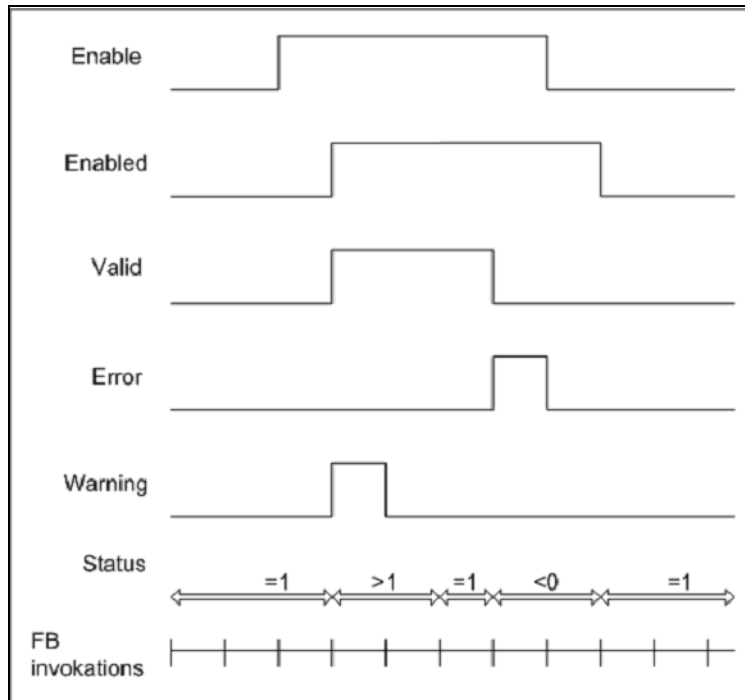 Enable
Enabled
Valid
Error
Warning
Status
=1 >1 =1 <0 =1
FB
invokations